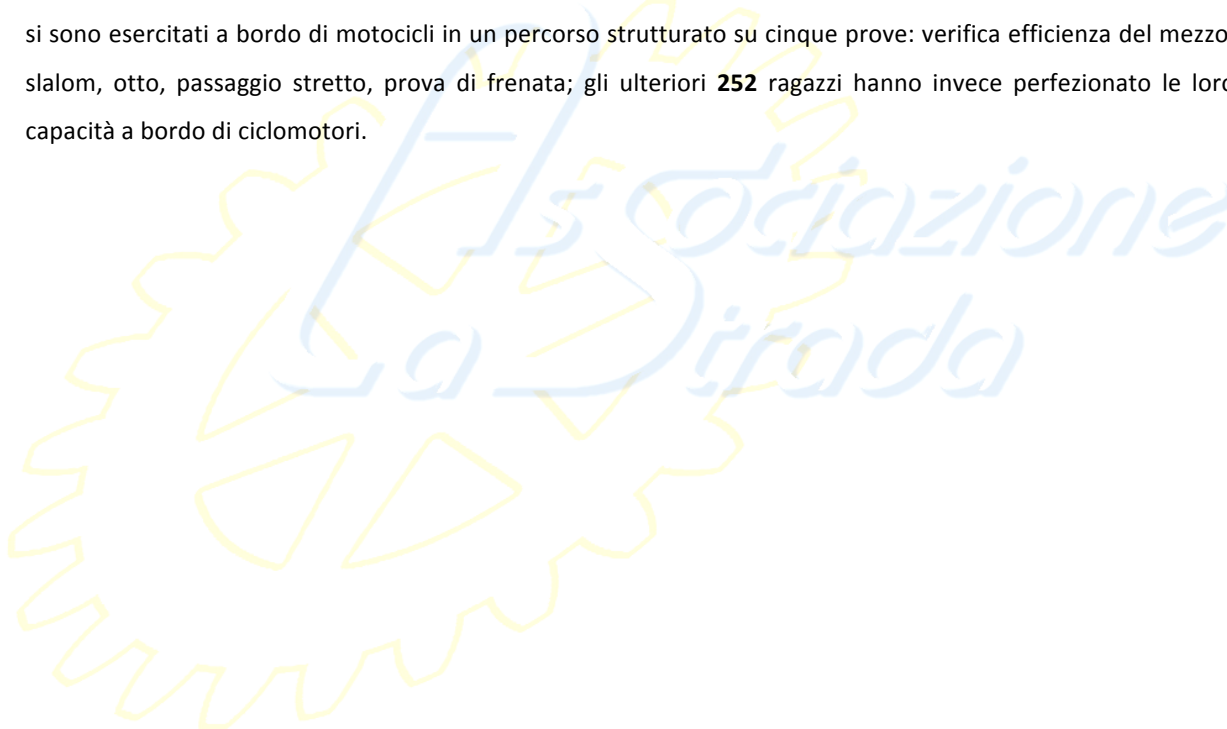 si sono esercitati a bordo di motocicli in un percorso strutturato su cinque prove: verifica efficienza del mezzo
slalom, otto, passaggio stretto, prova di frenata; gli ulteriori 252 ragazzi hanno invece perfezionato le loro
capacità a bordo di ciclomotori.
Associazione
La Strada